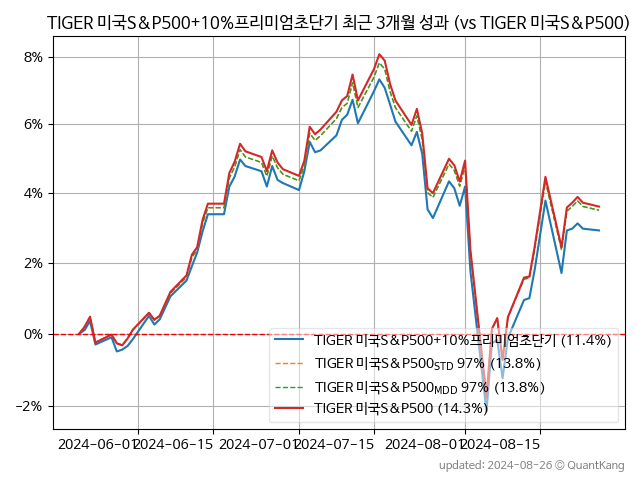 TIGER 미국S&P500+10%프리미엄초단기 최근 3개월 성과 (vs TIGER 미국S&P500)
8%
6%
4%
2%
0%
−2%
TIGER 미국S&P500+10%프리미엄초단기 (11.4%)
TIGER 미국S&P500STD 97% (13.8%)
TIGER 미국S&P500MDD 97% (13.8%)
TIGER 미국S&P500 (14.3%)
2024-06-01 2024-06-15 2024-07-01 2024-07-15 2024-08-01 2024-08-15
updated: 2024-08-26 © QuantKang